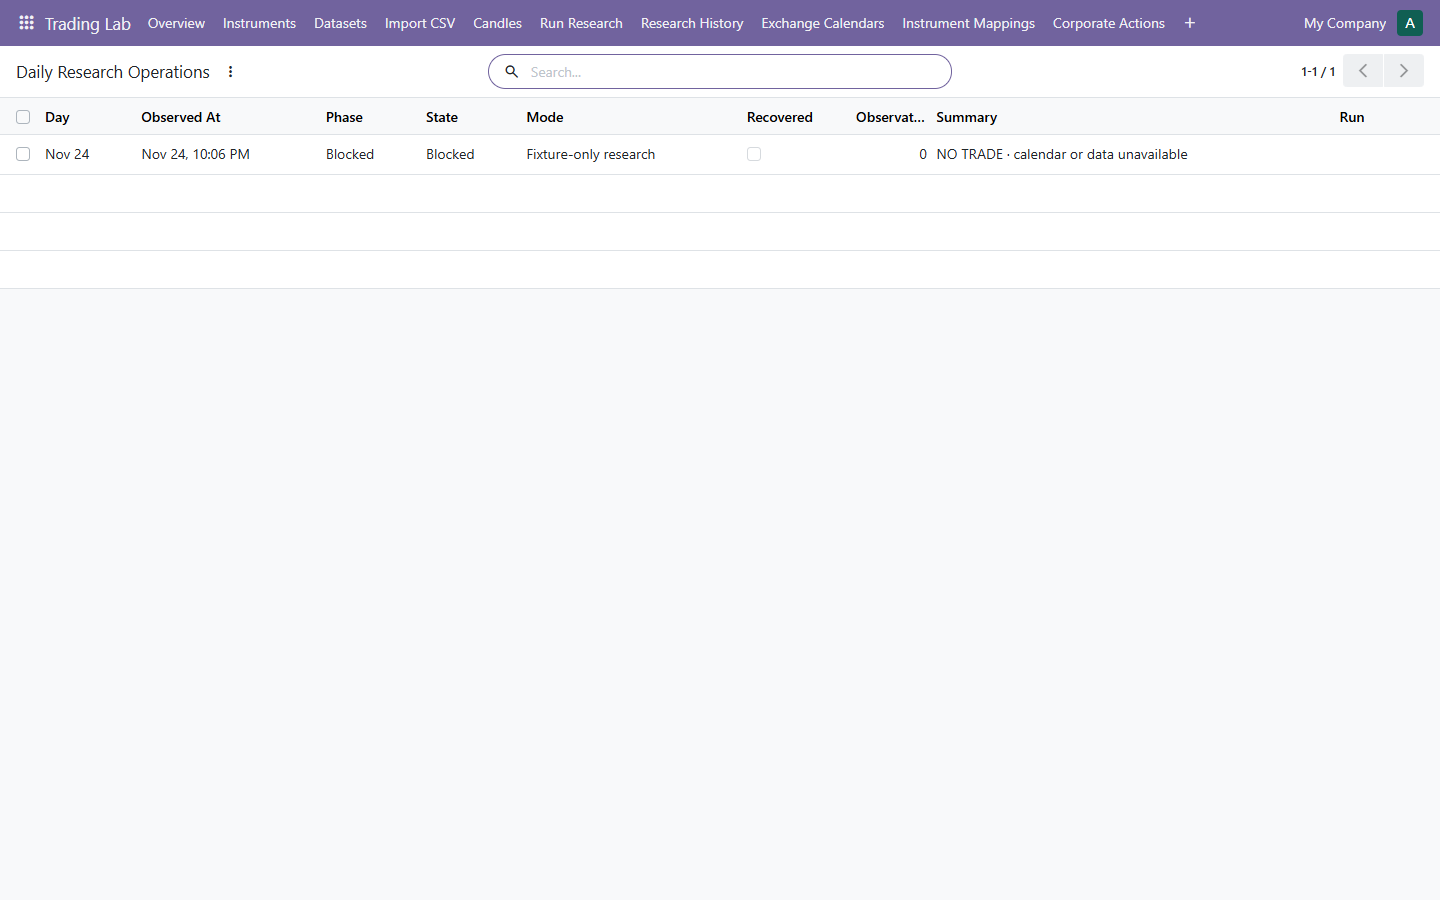 Trading Lab Overview Instruments Datasets Import CSV Candles Run Research Research History Exchange Calendars Instrument Mappings Corporate Actions + My Company A
Daily Research Operations Search... 1-1 / 1
Day Observed At Phase State Mode Recovered Observat... Summary Run
Nov 24 Nov 24, 10:06 PM Blocked Blocked Fixture-only research 0 NO TRADE · calendar or data unavailable